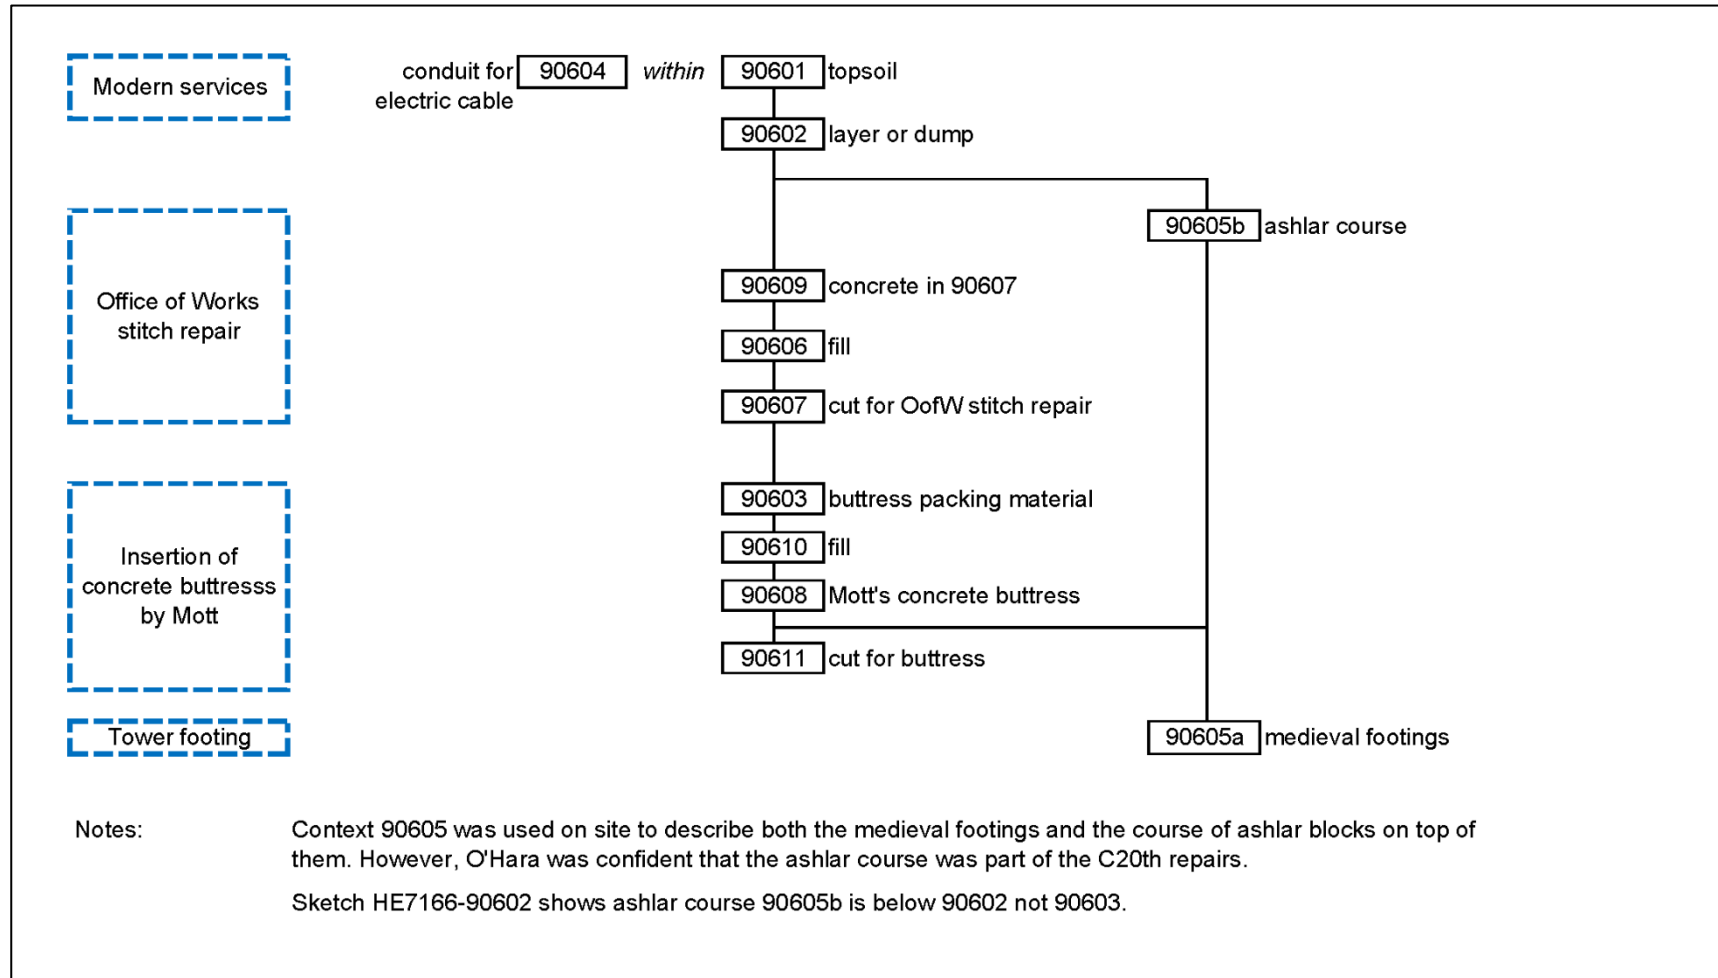 Modern services
conduit for 90604 within 90601 topsoil
electric cable
90602 layer or dump
90605b ashlar course
90609 concrete in 90607
Office of Works
stitch repair
90606 fill
90607 cut for OofW stitch repair
90603 buttress packing material
90610 fill
Insertion of
concrete buttresss
by Mott
90608 Mott's concrete buttress
90611 cut for buttress
Tower footing
90605a medieval footings
Notes:
Context 90605 was used on site to describe both the medieval footings and the course of ashlar blocks on top of
them. However, O'Hara was confident that the ashlar course was part of the C20th repairs.
Sketch HE7166-90602 shows ashlar course 90605b is below 90602 not 90603.